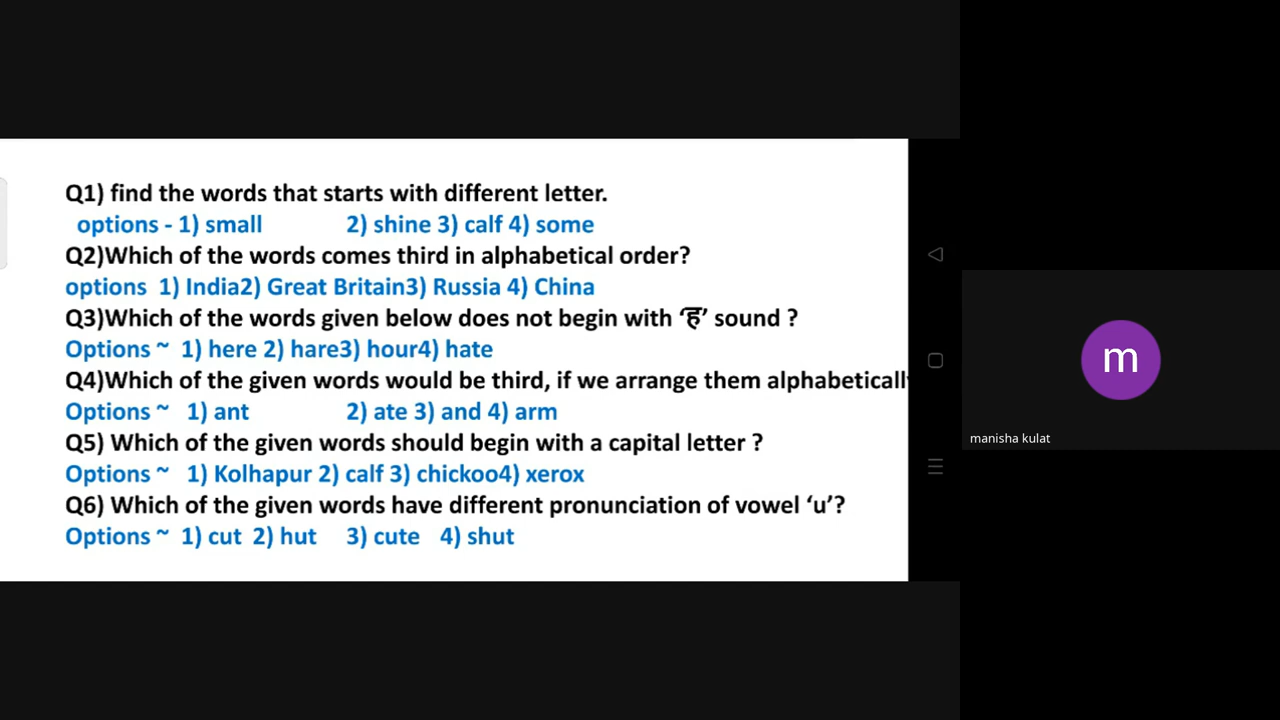 Q1) find the words that starts with different letter.
options - 1) small 2) shine 3) calf 4) some
Q2)Which of the words comes third in alphabetical order?
options 1) India2) Great Britain3) Russia 4) China
Q3)Which of the words given below does not begin with ‘ह’ sound ?
Options ~ 1) here 2) hare3) hour4) hate
Q4)Which of the given words would be third, if we arrange them alphabetically
Options ~ 1) ant 2) ate 3) and 4) arm
Q5) Which of the given words should begin with a capital letter ?
Options ~ 1) Kolhapur 2) calf 3) chickoo4) xerox
Q6) Which of the given words have different pronunciation of vowel ‘u’?
Options ~ 1) cut 2) hut 3) cute 4) shut
m
manisha kulat